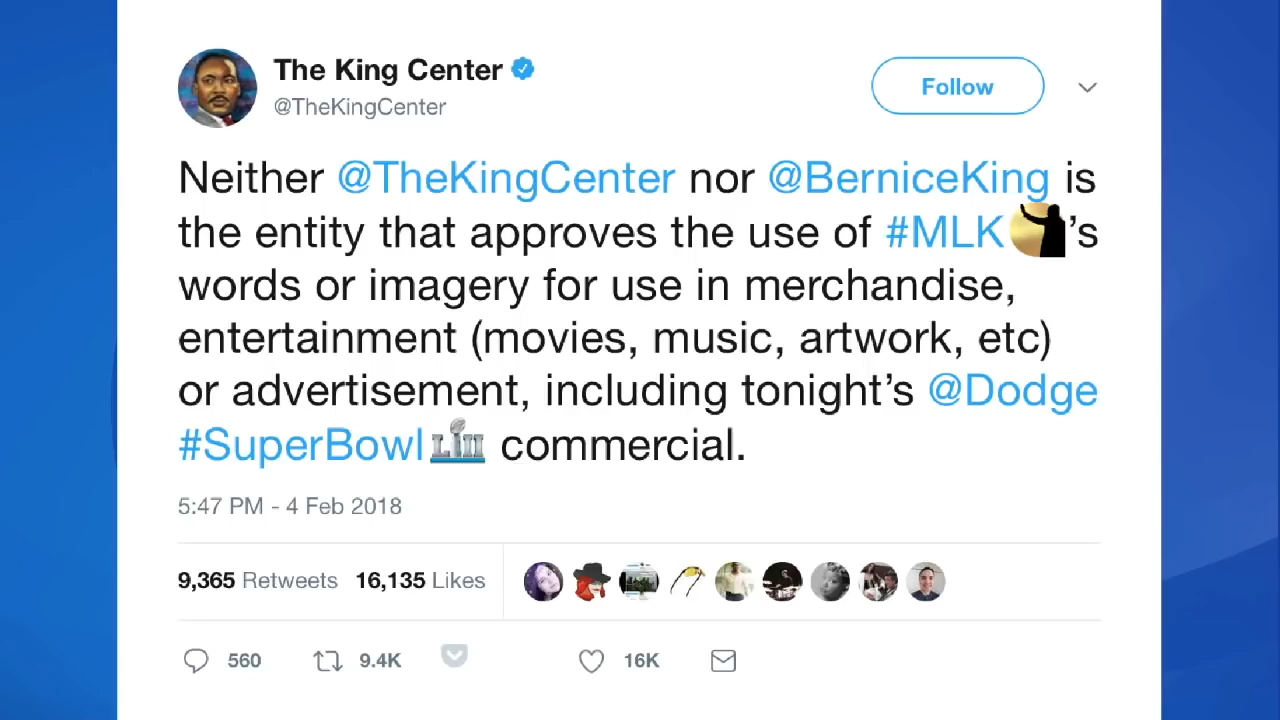 The King Center
@TheKingCenter
Follow
Neither @TheKingCenter nor @BerniceKing is
the entity that approves the use of #MLK's
words or imagery for use in merchandise,
entertainment (movies, music, artwork, etc)
or advertisement, including tonight's @Dodge
#SuperBowl LII commercial.
5:47 PM - 4 Feb 2018
9,365 Retweets 16,135 Likes
560 9.4K 16K